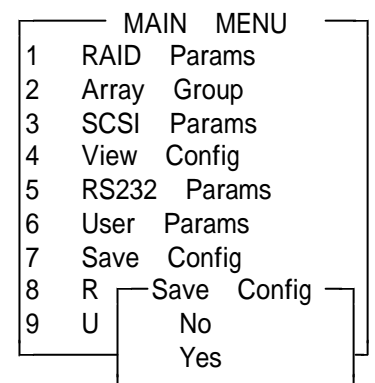 MAIN MENU
1 RAID Params
2 Array Group
3 SCSI Params
4 View Config
5 RS232 Params
6 User Params
7 Save Config
8 R Save Config
9 U No
Yes